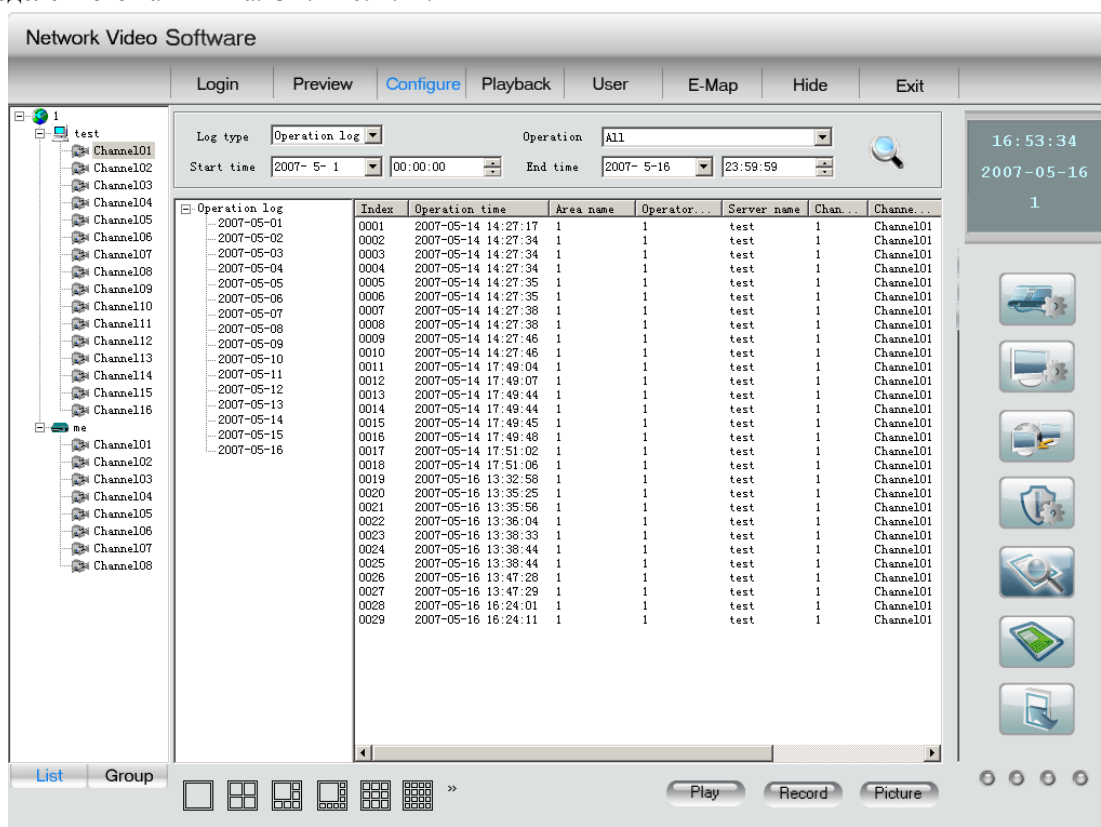 Network Video Software
Login Preview Configure Playback User E-Map Hide Exit
1
test
Channel01
Channel02
Channel03
Channel04
Channel05
Channel06
Channel07
Channel08
Channel09
Channel10
Channel11
Channel12
Channel13
Channel14
Channel15
Channel16
me
Channel01
Channel02
Channel03
Channel04
Channel05
Channel06
Channel07
Channel08
List Group
Log type Operation log Operation All
Start time 2007- 5- 1 00:00:00 End time 2007- 5-16 23:59:59
Operation log
2007-05-01
2007-05-02
2007-05-03
2007-05-04
2007-05-05
2007-05-06
2007-05-07
2007-05-08
2007-05-09
2007-05-10
2007-05-11
2007-05-12
2007-05-13
2007-05-14
2007-05-15
2007-05-16
Index Operation time Area name Operator... Server name Chan... Channe...
0001 2007-05-14 14:27:17 1 1 test 1 Channel01
0002 2007-05-14 14:27:34 1 1 test 1 Channel01
0003 2007-05-14 14:27:34 1 1 test 1 Channel01
0004 2007-05-14 14:27:34 1 1 test 1 Channel01
0005 2007-05-14 14:27:35 1 1 test 1 Channel01
0006 2007-05-14 14:27:35 1 1 test 1 Channel01
0007 2007-05-14 14:27:38 1 1 test 1 Channel01
0008 2007-05-14 14:27:38 1 1 test 1 Channel01
0009 2007-05-14 14:27:46 1 1 test 1 Channel01
0010 2007-05-14 14:27:46 1 1 test 1 Channel01
0011 2007-05-14 17:49:04 1 1 test 1 Channel01
0012 2007-05-14 17:49:07 1 1 test 1 Channel01
0013 2007-05-14 17:49:44 1 1 test 1 Channel01
0014 2007-05-14 17:49:44 1 1 test 1 Channel01
0015 2007-05-14 17:49:45 1 1 test 1 Channel01
0016 2007-05-14 17:49:48 1 1 test 1 Channel01
0017 2007-05-14 17:51:02 1 1 test 1 Channel01
0018 2007-05-14 17:51:06 1 1 test 1 Channel01
0019 2007-05-16 13:32:58 1 1 test 1 Channel01
0020 2007-05-16 13:35:25 1 1 test 1 Channel01
0021 2007-05-16 13:35:56 1 1 test 1 Channel01
0022 2007-05-16 13:36:04 1 1 test 1 Channel01
0023 2007-05-16 13:38:33 1 1 test 1 Channel01
0024 2007-05-16 13:38:44 1 1 test 1 Channel01
0025 2007-05-16 13:38:44 1 1 test 1 Channel01
0026 2007-05-16 13:47:28 1 1 test 1 Channel01
0027 2007-05-16 13:47:29 1 1 test 1 Channel01
0028 2007-05-16 16:24:01 1 1 test 1 Channel01
0029 2007-05-16 16:24:11 1 1 test 1 Channel01
»
Play Record Picture
16:53:34
2007-05-16
1